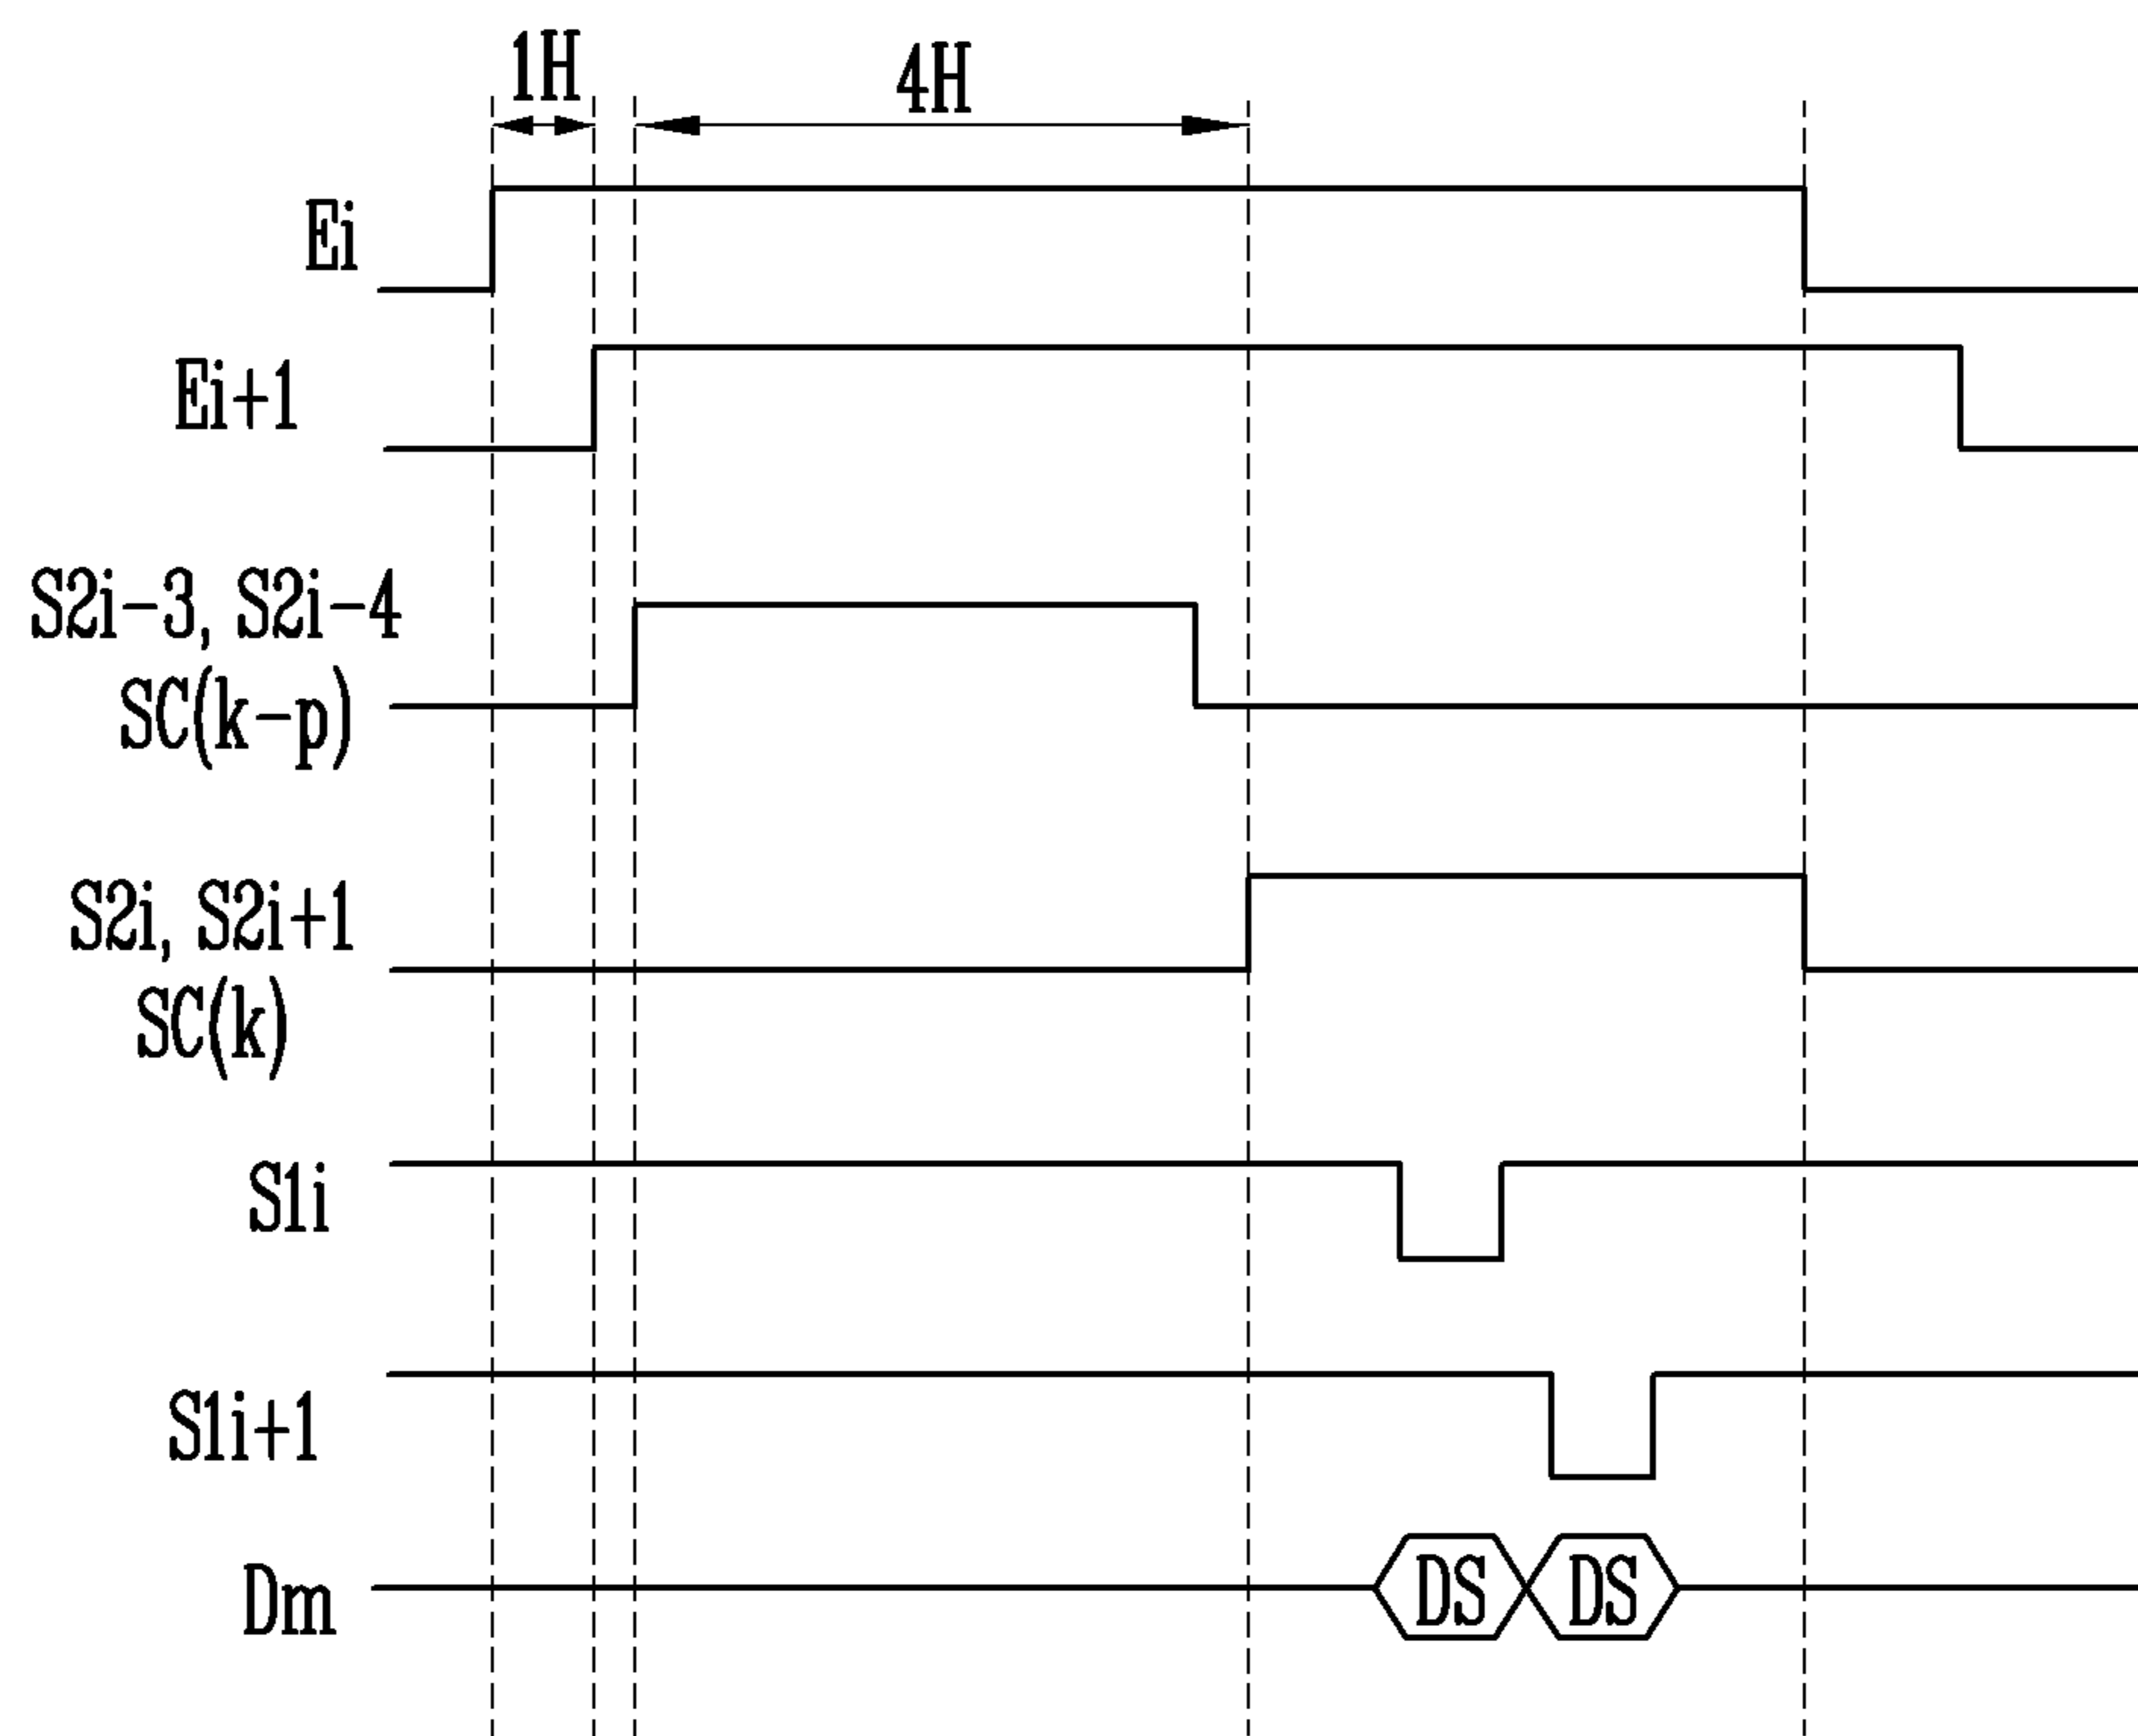 1H
4H
Ei
Ei+1
S2i-3, S2i-4
SC(k-p)
S2i, S2i+1
SC(k)
S1i
S1i+1
Dm
DS DS